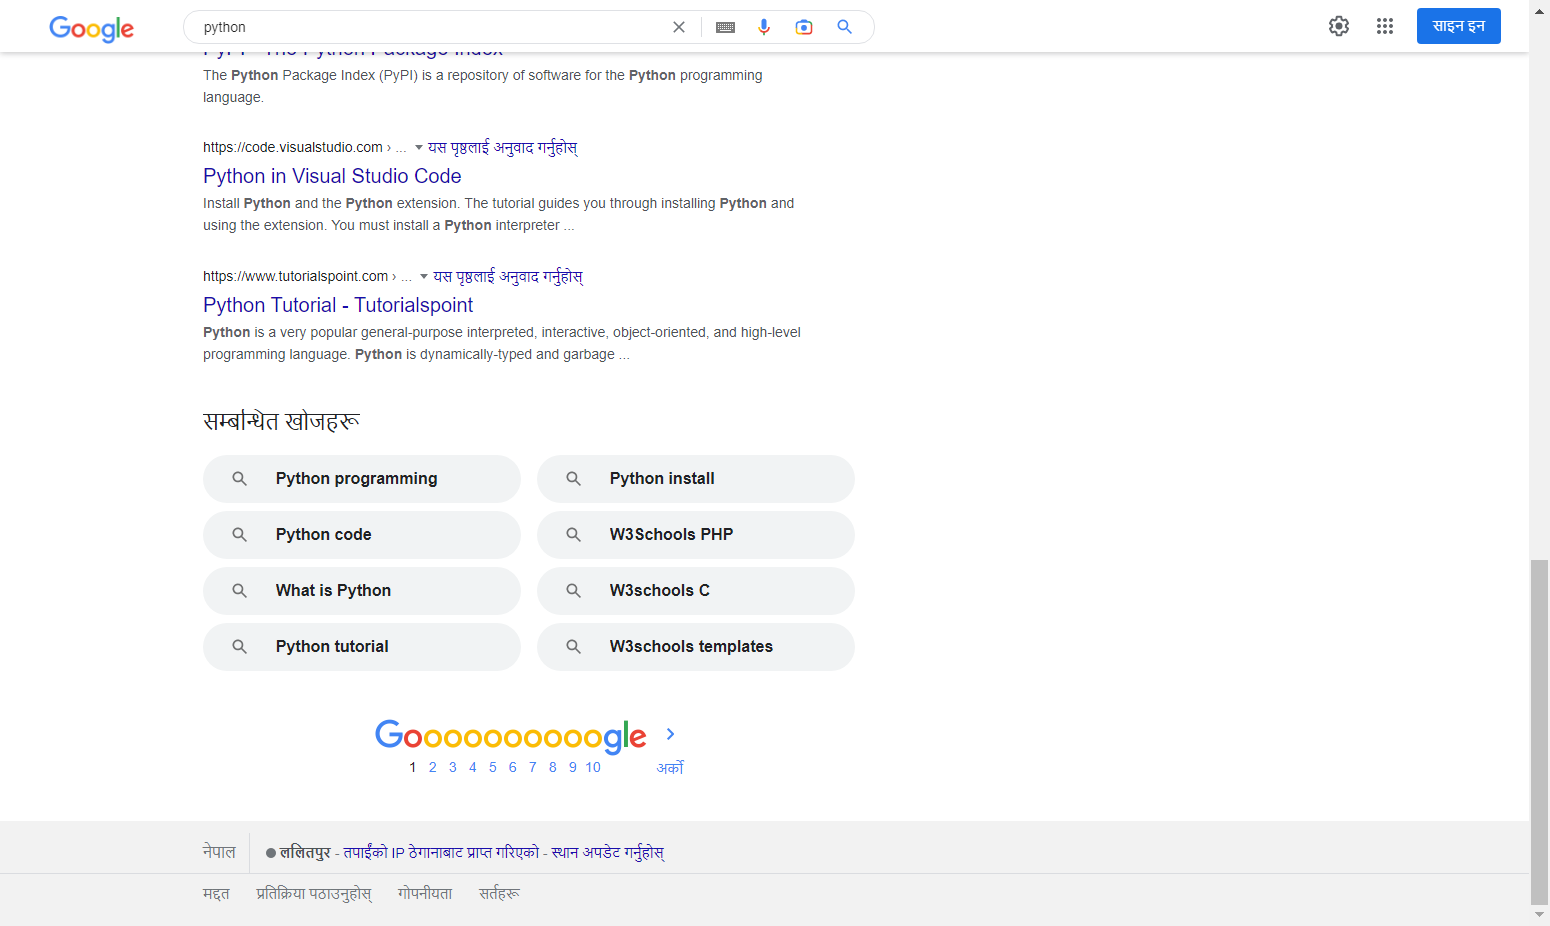 Google
python
साइन इन
PyPI · The Python Package Index
The Python Package Index (PyPI) is a repository of software for the Python programming
language.
https://code.visualstudio.com › ... यस पृष्ठलाई अनुवाद गर्नुहोस्
Python in Visual Studio Code
Install Python and the Python extension. The tutorial guides you through installing Python and
using the extension. You must install a Python interpreter ...
https://www.tutorialspoint.com › ... यस पृष्ठलाई अनुवाद गर्नुहोस्
Python Tutorial - Tutorialspoint
Python is a very popular general-purpose interpreted, interactive, object-oriented, and high-level
programming language. Python is dynamically-typed and garbage ...
सम्बन्धित खोजहरू
Python programming
Python install
Python code
W3Schools PHP
What is Python
W3schools C
Python tutorial
W3schools templates
Goooooooooogle
1 2 3 4 5 6 7 8 9 10 अर्को
नेपाल ललितपुर - तपाईंको IP ठेगानाबाट प्राप्त गरिएको - स्थान अपडेट गर्नुहोस्
मद्दत प्रतिक्रिया पठाउनुहोस् गोपनीयता सर्तहरू